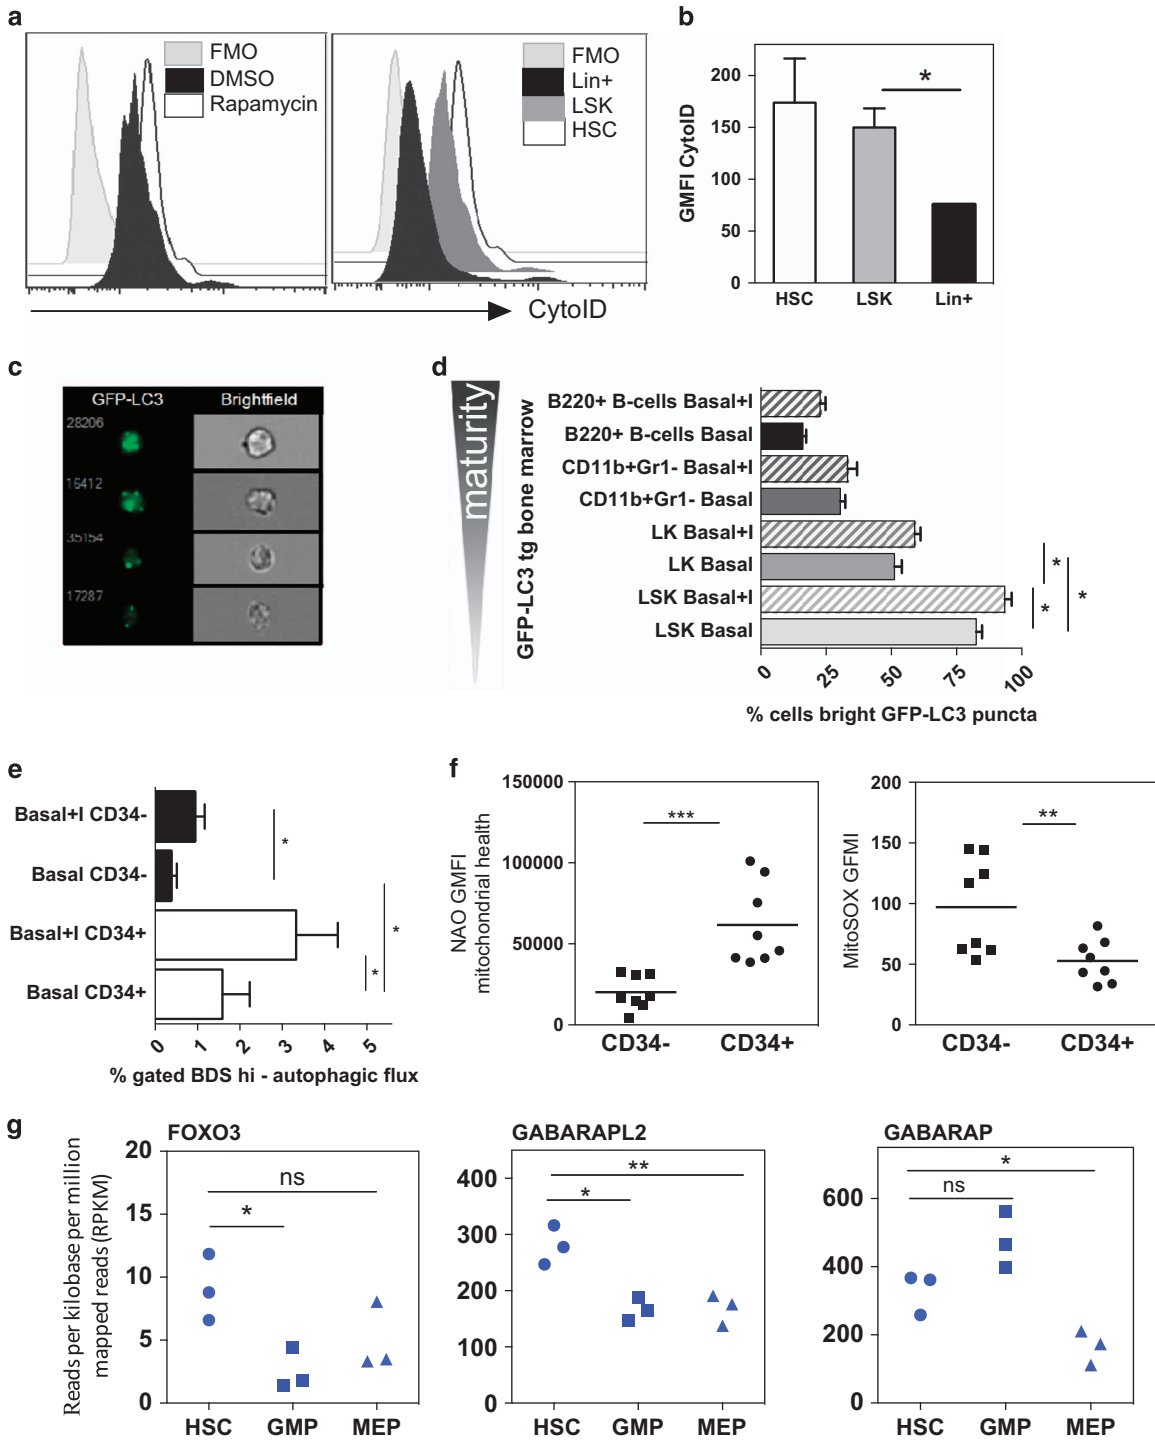 a
FMO
DMSO
Rapamycin
FMO
Lin+
LSK
HSC
CytoID
b
GMFI CytoID
200
150
100
50
0
*
HSC LSK Lin+
c
GFP-LC3 Brightfield
28206
16412
35154
17287
d
maturity
GFP-LC3 tg bone marrow
B220+ B-cells Basal+I
B220+ B-cells Basal
CD11b+Gr1- Basal+I
CD11b+Gr1- Basal
LK Basal+I
LK Basal
LSK Basal+I
LSK Basal
*
*
*
0 25 50 75 100
% cells bright GFP-LC3 puncta
e
Basal+I CD34-
Basal CD34-
Basal+I CD34+
Basal CD34+
*
*
*
0 1 2 3 4 5
% gated BDS hi - autophagic flux
f
NAO GMFI
mitochondrial health
150000
100000
50000
0
***
CD34- CD34+
MitoSOX GFMI
200
150
100
50
0
**
CD34- CD34+
g
Reads per kilobase per million
mapped reads (RPKM)
FOXO3
20
15
10
5
0
ns
*
HSC GMP MEP
GABARAPL2
400
300
200
100
0
**
*
HSC GMP MEP
GABARAP
600
400
200
0
*
ns
HSC GMP MEP